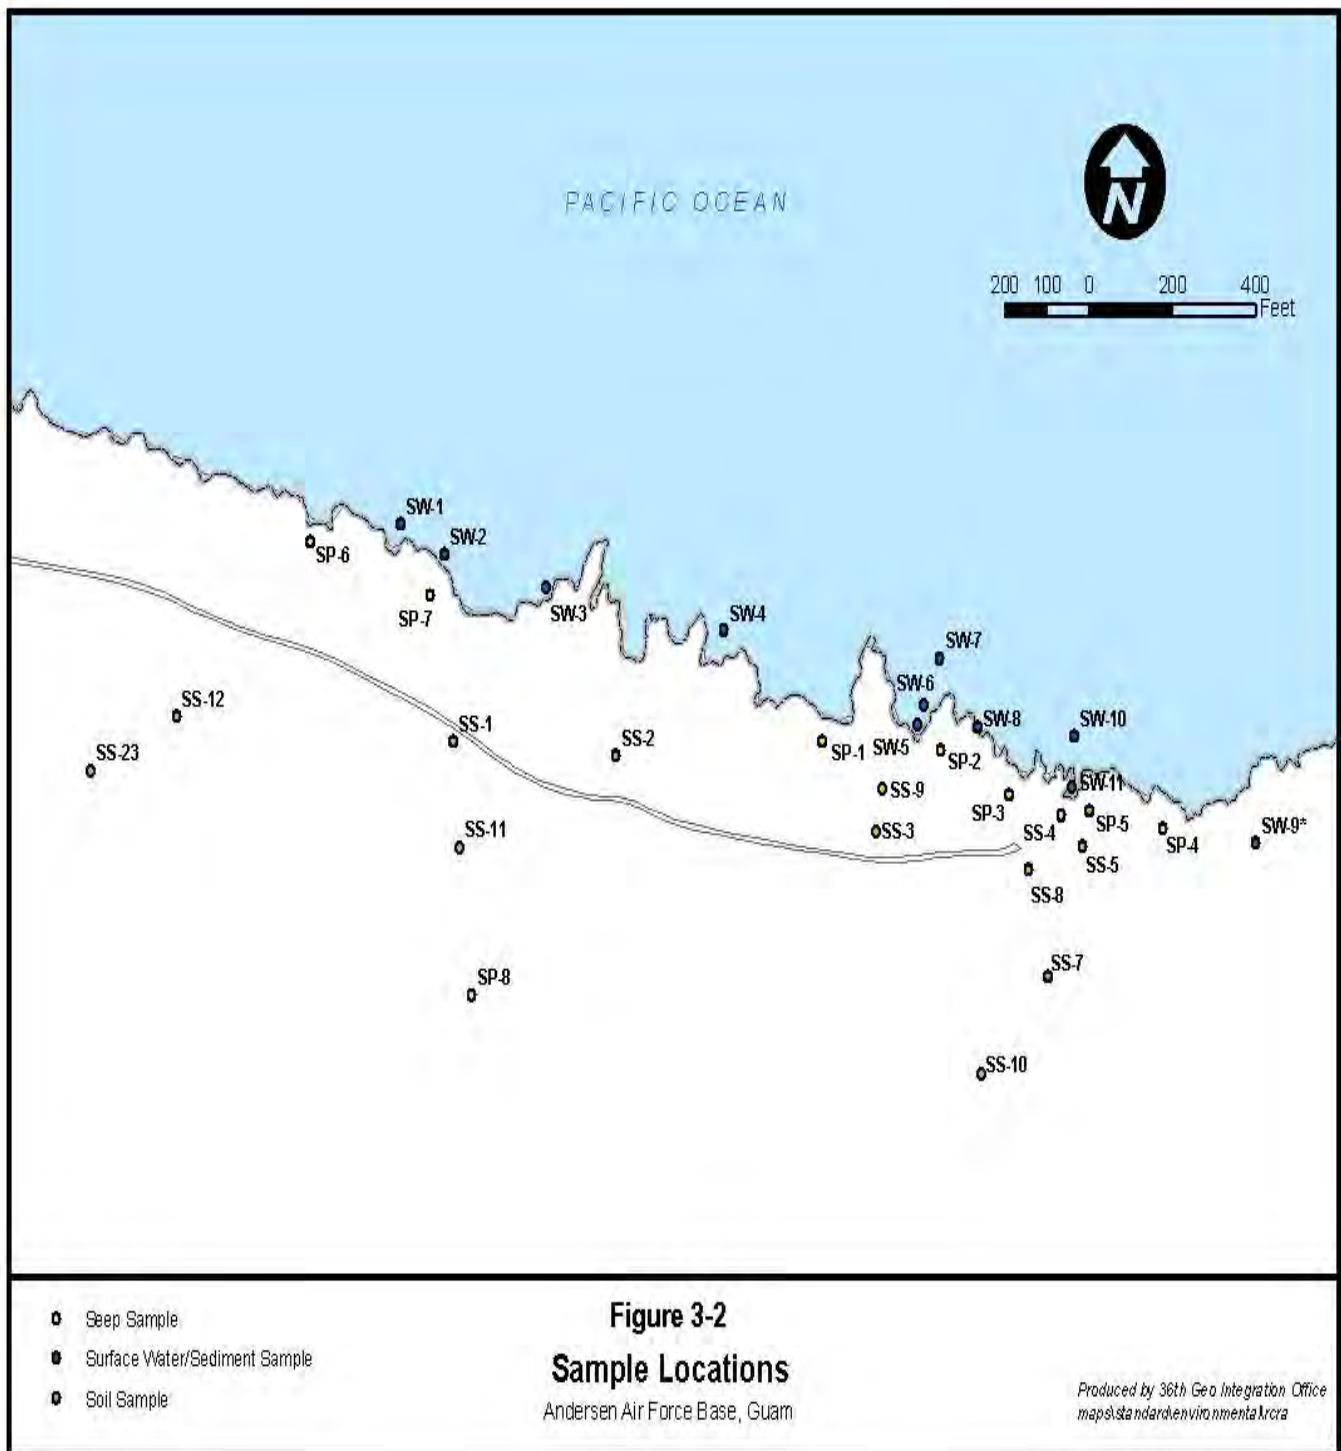 PACIFIC OCEAN
N
200 100 0 200 400
Feet
SW-1
SW-2
SP-6
SP-7
SW-3
SW-4
SW-7
SW-6
SS-12
SS-1
SS-2
SP-1
SW-5
SP-2
SW-8
SW-10
SS-23
SS-9
SP-3
SW-11
SS-3
SS-4
SP-5
SP-4
SW-9*
SS-11
SS-5
SS-8
SP-8
SS-7
SS-10
Seep Sample
Surface Water/Sediment Sample
Soil Sample
Figure 3-2
Sample Locations
Andersen Air Force Base, Guam
Produced by 36th Geo Integration Office
maps\standard\environmental\rcra